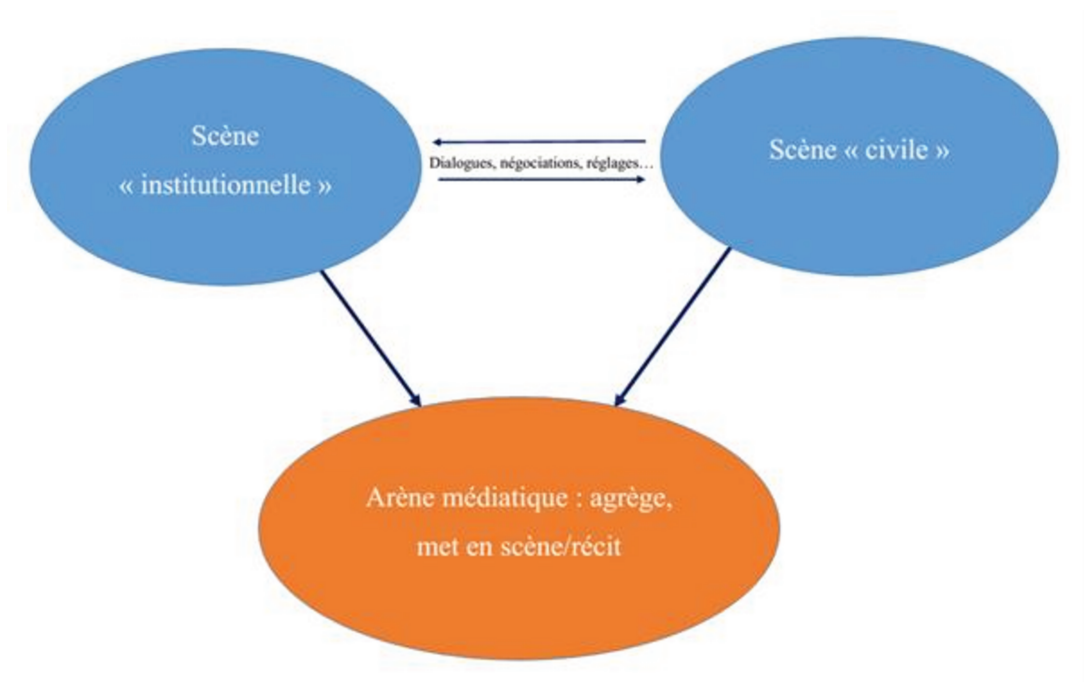 Scène
« institutionnelle »
Dialogues, négociations, réglages…
Scène « civile »
Arène médiatique : agrège,
met en scène/récit